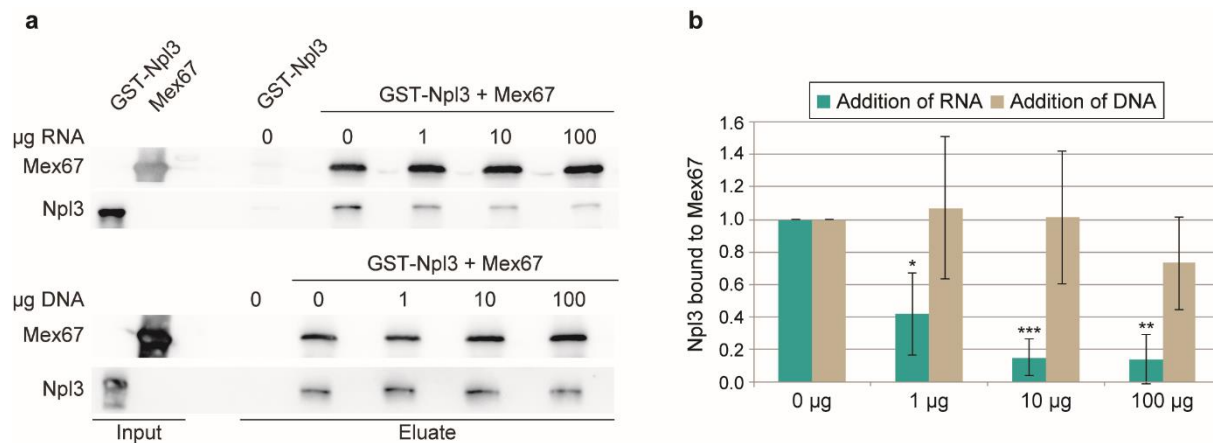 a
GST-Npl3
Mex67
GST-Npl3
GST-Npl3 + Mex67
µg RNA 0 0 1 10 100
Mex67
Npl3
GST-Npl3 + Mex67
µg DNA 0 0 1 10 100
Mex67
Npl3
Input Eluate
b
Addition of RNA Addition of DNA
Npl3 bound to Mex67
1.6
1.4
1.2
1.0
0.8
0.6
0.4
0.2
0.0
*
***
**
0 µg 1 µg 10 µg 100 µg